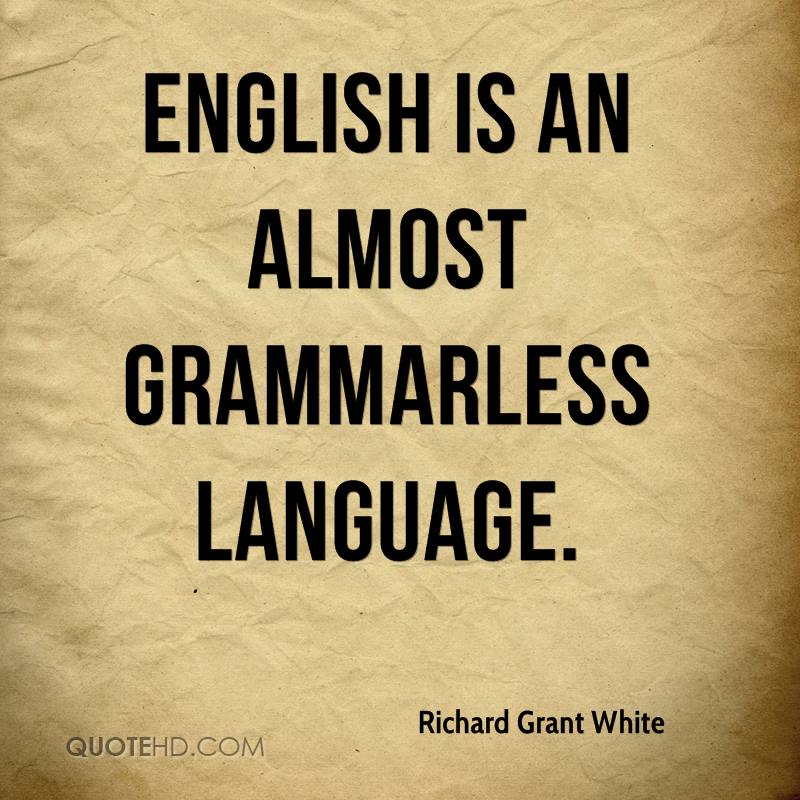 ENGLISH IS AN
ALMOST
GRAMMARLESS
LANGUAGE.
Richard Grant White
QUOTEHD.COM